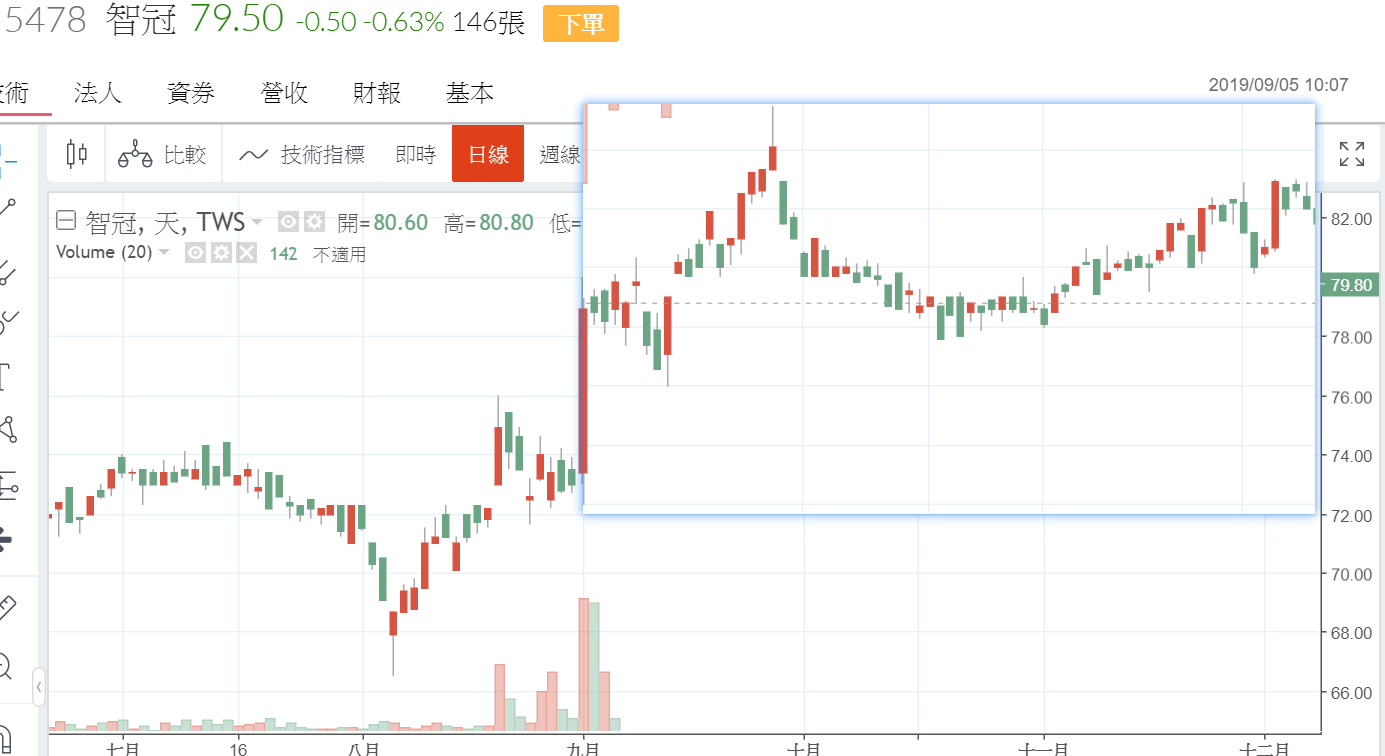 5478 智冠 79.50 -0.50 -0.63% 146張 下單
技術 法人 資券 營收 財報 基本
2019/09/05 10:07
比較 技術指標 即時 日線 週線
智冠, 天, TWS 開=80.60 高=80.80 低=
Volume (20) 142 不適用
82.00
79.80
78.00
76.00
74.00
72.00
70.00
68.00
66.00
七月 16 八月 九月 十月 十一月 十二月